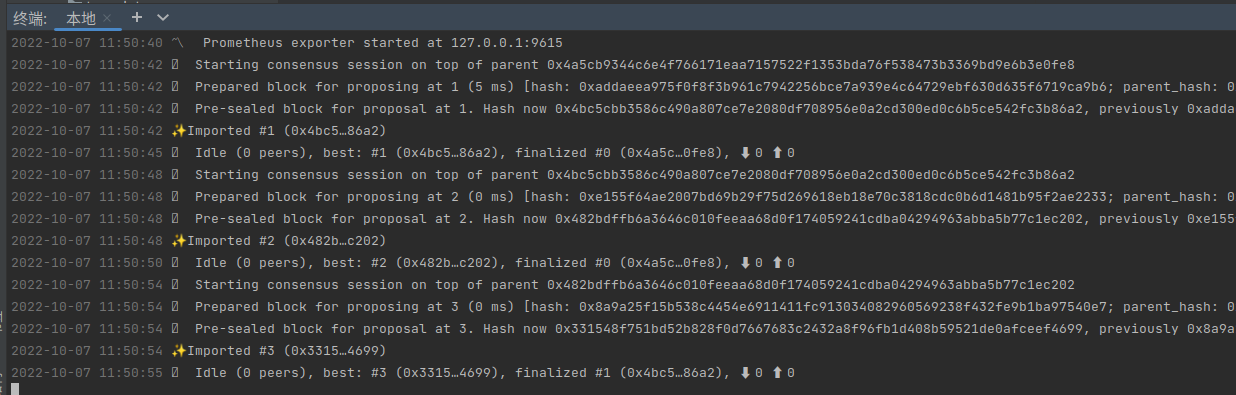 终端: 本地 × +
2022-10-07 11:50:40 〽 Prometheus exporter started at 127.0.0.1:9615
2022-10-07 11:50:42 Starting consensus session on top of parent 0x4a5cb9344c6e4f766171eaa7157522f1353bda76f538473b3369bd9e6b3e0fe8
2022-10-07 11:50:42 Prepared block for proposing at 1 (5 ms) [hash: 0xaddaeea975f0f8f3b961c7942256bce7a939e4c64729ebf630d635f6719ca9b6; parent_hash: 0
2022-10-07 11:50:42 Pre-sealed block for proposal at 1. Hash now 0x4bc5cbb3586c490a807ce7e2080df708956e0a2cd300ed0c6b5ce542fc3b86a2, previously 0xadda
2022-10-07 11:50:42 ✨Imported #1 (0x4bc5…86a2)
2022-10-07 11:50:45 Idle (0 peers), best: #1 (0x4bc5…86a2), finalized #0 (0x4a5c…0fe8), ⬇ 0 ⬆ 0
2022-10-07 11:50:48 Starting consensus session on top of parent 0x4bc5cbb3586c490a807ce7e2080df708956e0a2cd300ed0c6b5ce542fc3b86a2
2022-10-07 11:50:48 Prepared block for proposing at 2 (0 ms) [hash: 0xe155f64ae2007bd69b29f75d269618eb18e70c3818cdc0b6d1481b95f2ae2233; parent_hash: 0
2022-10-07 11:50:48 Pre-sealed block for proposal at 2. Hash now 0x482bdffb6a3646c010feeaa68d0f174059241cdba04294963abba5b77c1ec202, previously 0xe155
2022-10-07 11:50:48 ✨Imported #2 (0x482b…c202)
2022-10-07 11:50:50 Idle (0 peers), best: #2 (0x482b…c202), finalized #0 (0x4a5c…0fe8), ⬇ 0 ⬆ 0
2022-10-07 11:50:54 Starting consensus session on top of parent 0x482bdffb6a3646c010feeaa68d0f174059241cdba04294963abba5b77c1ec202
2022-10-07 11:50:54 Prepared block for proposing at 3 (0 ms) [hash: 0x8a9a25f15b538c4454e6911411fc913034082960569238f432fe9b1ba97540e7; parent_hash: 0
2022-10-07 11:50:54 Pre-sealed block for proposal at 3. Hash now 0x331548f751bd52b828f0d7667683c2432a8f96fb1d408b59521de0afceef4699, previously 0x8a9a
2022-10-07 11:50:54 ✨Imported #3 (0x3315…4699)
2022-10-07 11:50:55 Idle (0 peers), best: #3 (0x3315…4699), finalized #1 (0x4bc5…86a2), ⬇ 0 ⬆ 0